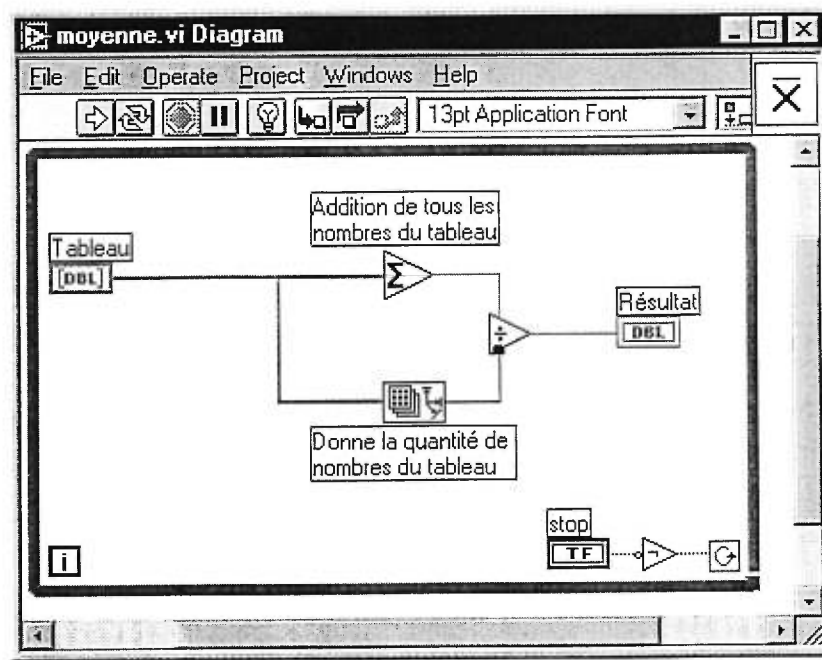 moyenne.vi Diagram
File Edit Operate Project Windows Help
13pt Application Font
X
Addition de tous les
nombres du tableau
Tableau
[DBL]
Σ
÷
Résultat
DBL
Donne la quantité de
nombres du tableau
stop
TF
i